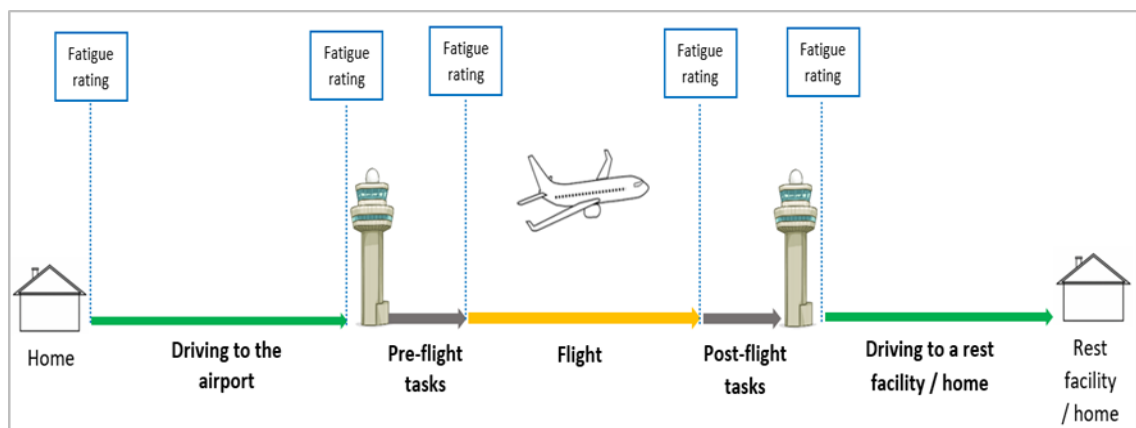 Fatigue
rating
Fatigue
rating
Fatigue
rating
Fatigue
rating
Fatigue
rating
Home
Driving to the
airport
Pre-flight
tasks
Flight
Post-flight
tasks
Driving to a rest
facility / home
Rest
facility
/ home